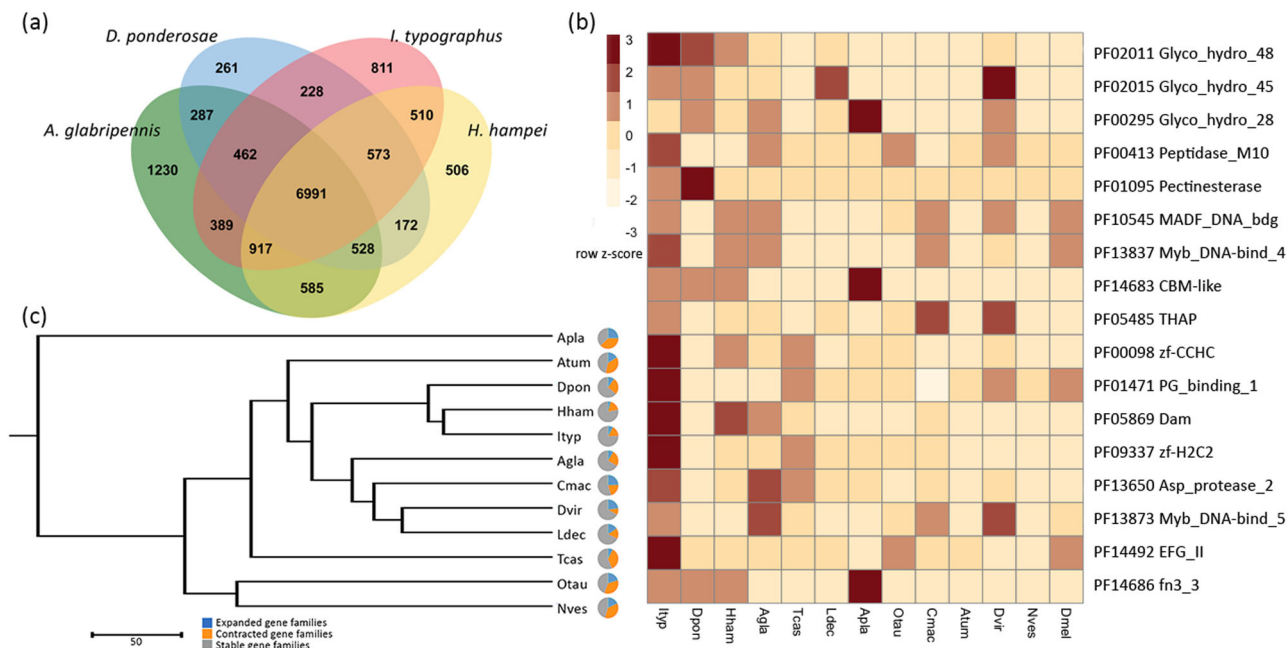 (a)
D. ponderosae
I. typographus
A. glabripennis
H. hampei
261
811
228
287
510
462
573
1230
506
6991
389
172
917
528
585
(b)
3
2
1
0
-1
-2
-3
row z-score
PF02011 Glyco_hydro_48
PF02015 Glyco_hydro_45
PF00295 Glyco_hydro_28
PF00413 Peptidase_M10
PF01095 Pectinesterase
PF10545 MADF_DNA_bdg
PF13837 Myb_DNA-bind_4
PF14683 CBM-like
PF05485 THAP
PF00098 zf-CCHC
PF01471 PG_binding_1
PF05869 Dam
PF09337 zf-H2C2
PF13650 Asp_protease_2
PF13873 Myb_DNA-bind_5
PF14492 EFG_II
PF14686 fn3_3
Ityp
Dpon
Hham
Agla
Tcas
Ldec
Apla
Otau
Cmac
Atum
Dvir
Nves
Dmel
(c)
Apla
Atum
Dpon
Hham
Ityp
Agla
Cmac
Dvir
Ldec
Tcas
Otau
Nves
50
Expanded gene families
Contracted gene families
Stable gene families